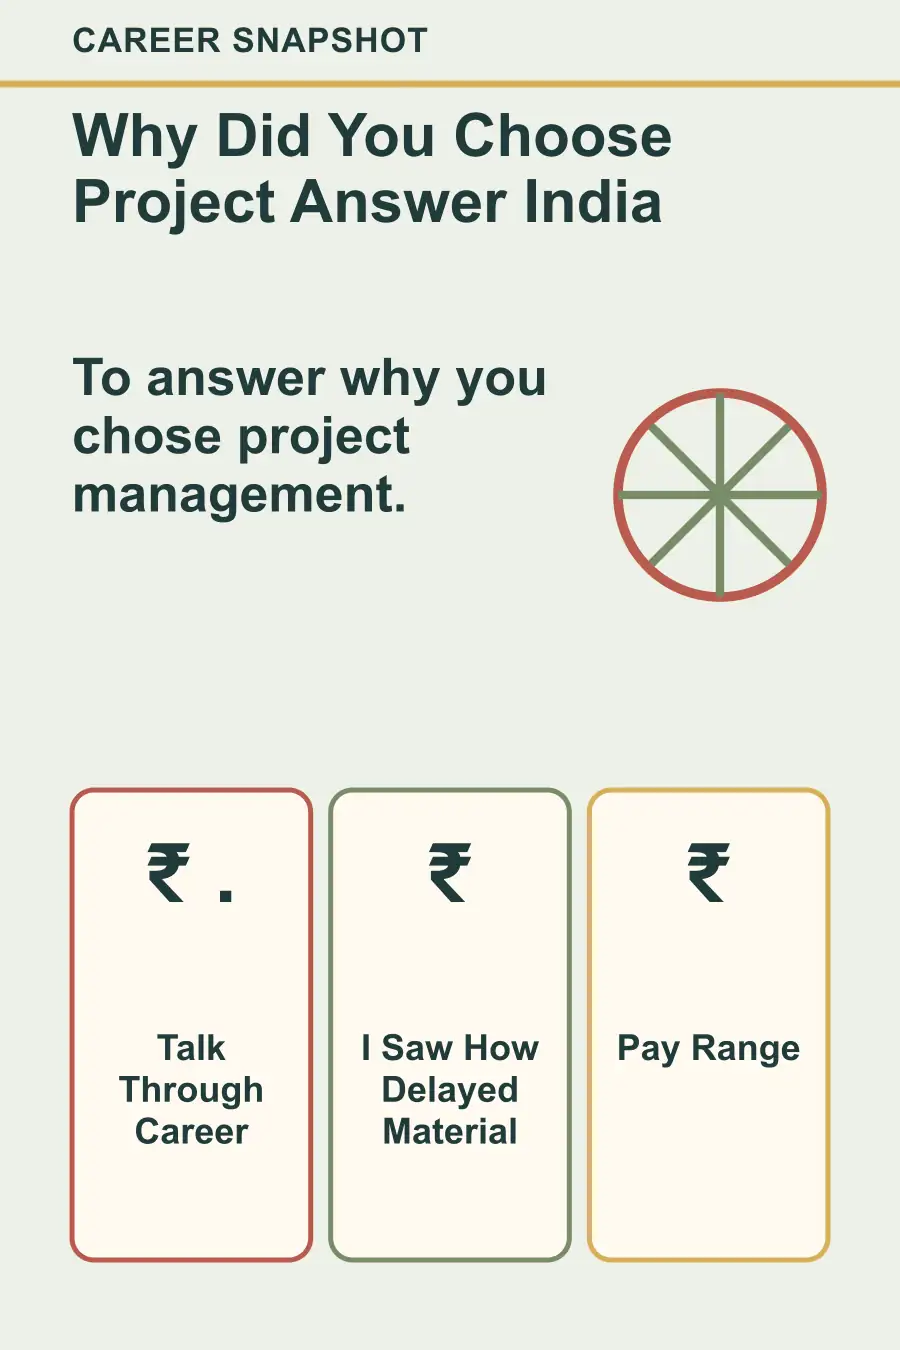 CAREER SNAPSHOT
Why Did You Choose
Project Answer India
To answer why you
chose project
management.
₹ .
Talk
Through
Career
₹
I Saw How
Delayed
Material
₹
Pay Range